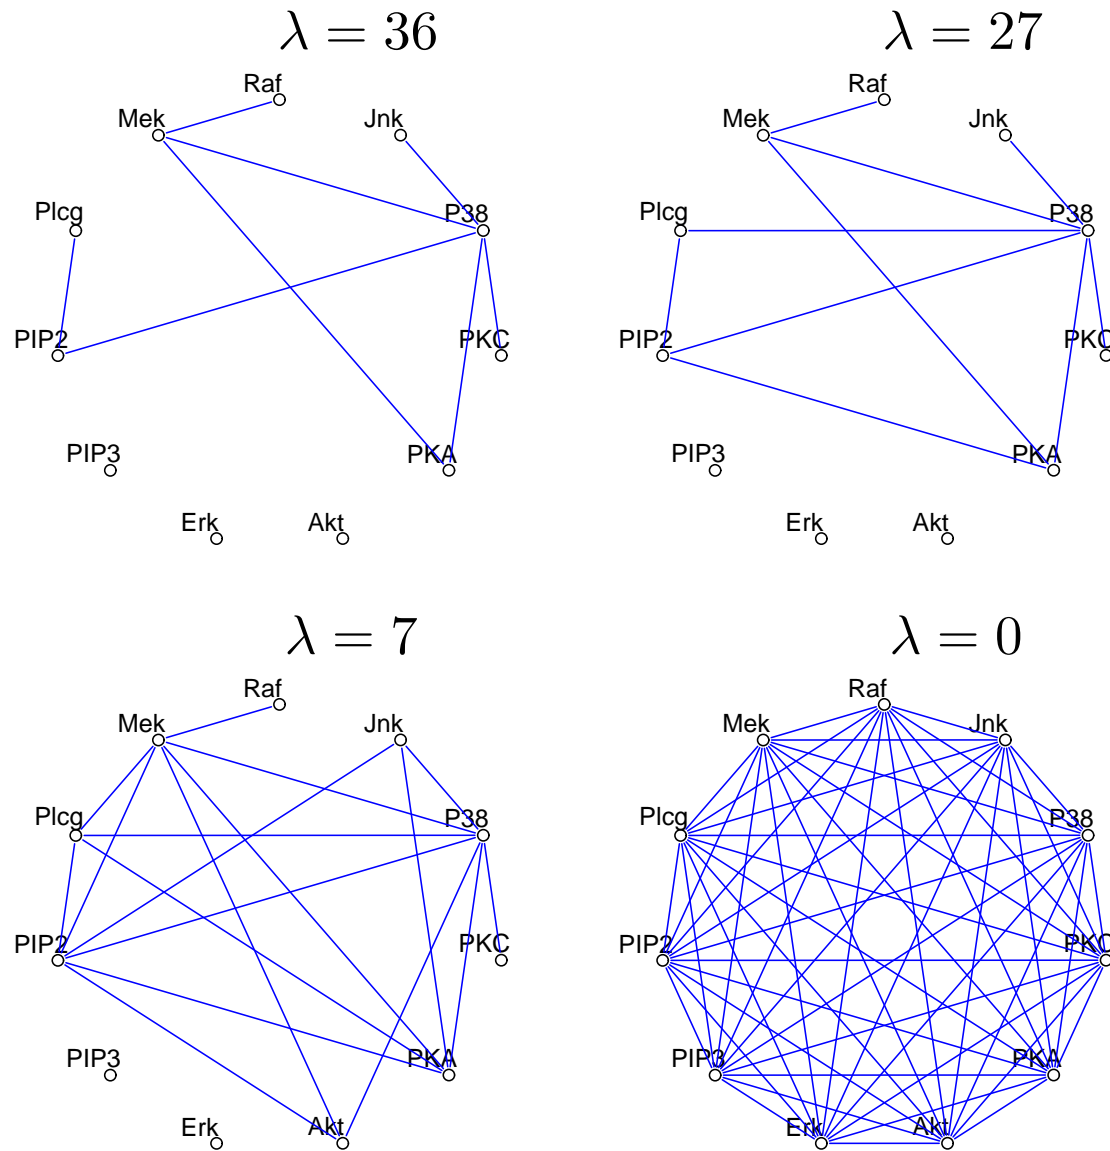 λ = 36
Raf
Mek
Jnk
Plcg
P38
PIP2
PKC
PIP3
PKA
Erk
Akt
λ = 27
Raf
Mek
Jnk
Plcg
P38
PIP2
PKC
PIP3
PKA
Erk
Akt
λ = 7
Raf
Mek
Jnk
Plcg
P38
PIP2
PKC
PIP3
PKA
Erk
Akt
λ = 0
Raf
Mek
Jnk
Plcg
P38
PIP2
PKC
PIP3
PKA
Erk
Akt